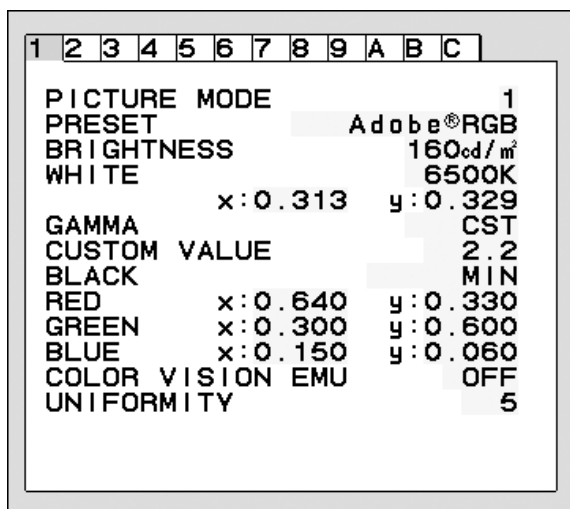 1 2 3 4 5 6 7 8 9 A B C
PICTURE MODE 1
PRESET Adobe®RGB
BRIGHTNESS 160cd/㎡
WHITE 6500K
x:0.313 y:0.329
GAMMA CST
CUSTOM VALUE 2.2
BLACK MIN
RED x:0.640 y:0.330
GREEN x:0.300 y:0.600
BLUE x:0.150 y:0.060
COLOR VISION EMU OFF
UNIFORMITY 5